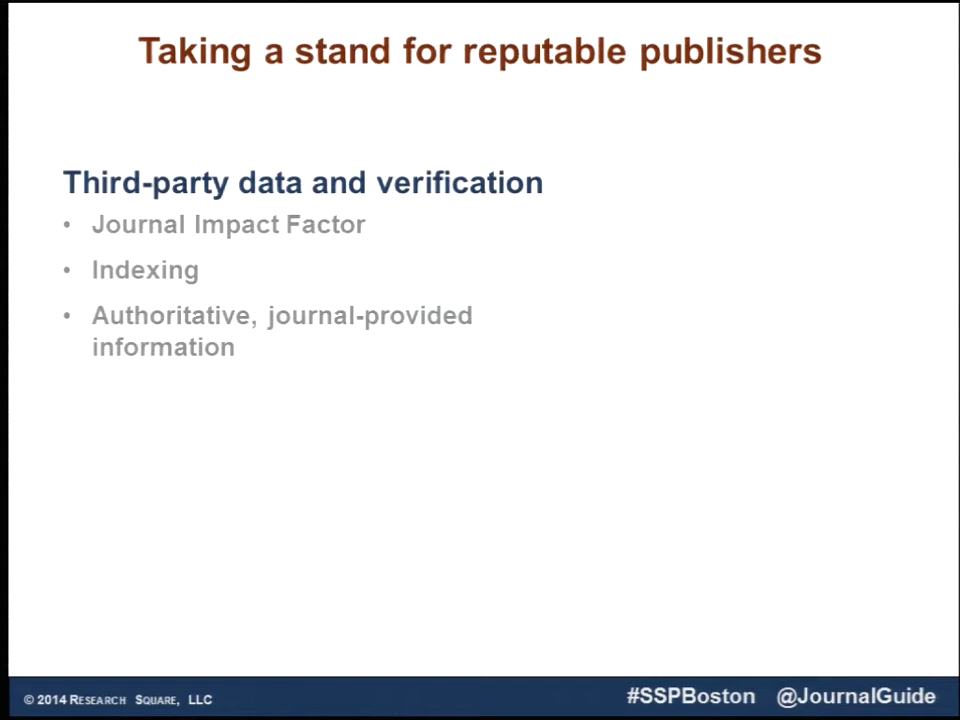 Taking a stand for reputable publishers
Third-party data and verification
• Journal Impact Factor
• Indexing
• Authoritative, journal-provided
information
© 2014 RESEARCH SQUARE, LLC
#SSPBoston @JournalGuide